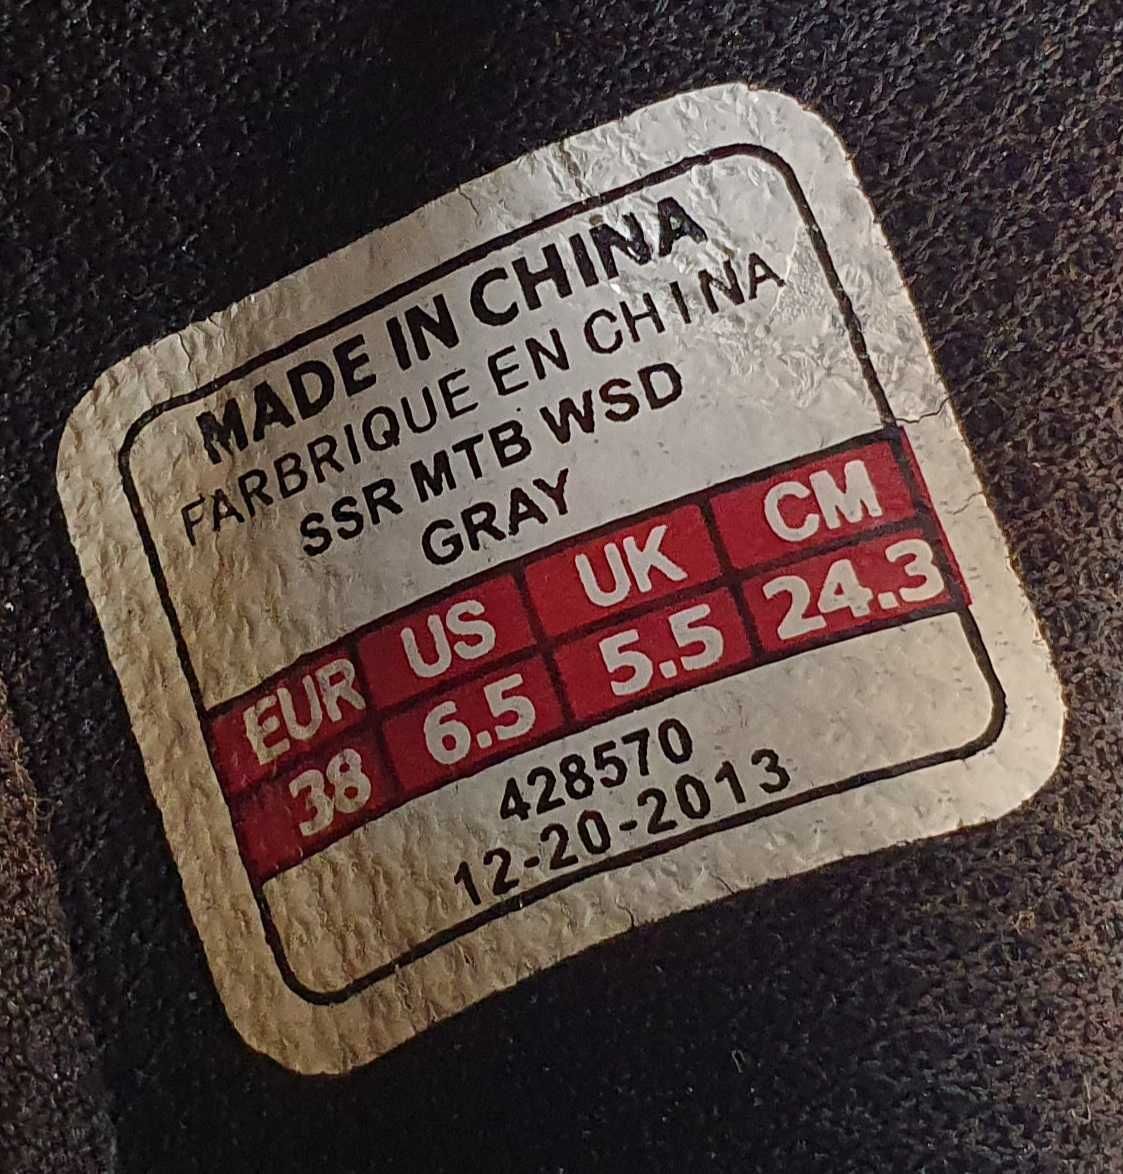 MADE IN CHINA
FARBRIQUE EN CHINA
SSR MTB WSD
GRAY
EUR US UK CM
38 6.5 5.5 24.3
428570
12-20-2013